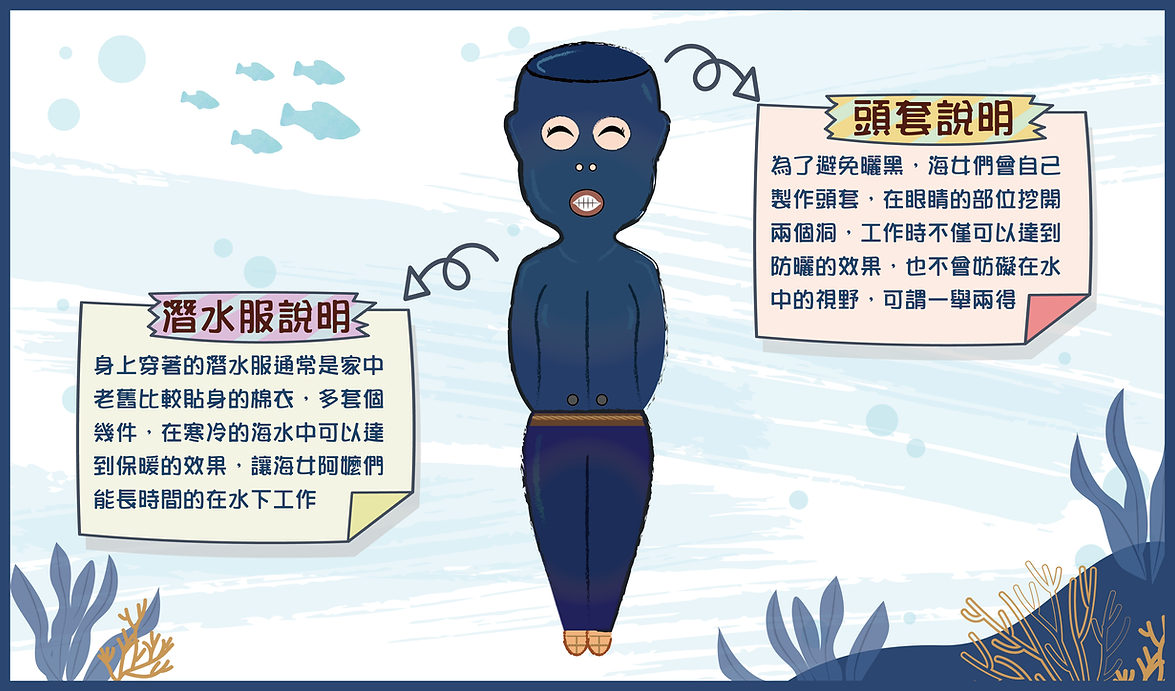 頭套說明
為了避免曬黑，海女們會自己
製作頭套，在眼睛的部位挖開
兩個洞，工作時不僅可以達到
防曬的效果，也不會妨礙在水
中的視野，可謂一舉兩得
潛水服說明
身上穿著的潛水服通常是家中
老舊比較貼身的棉衣，多套個
幾件，在寒冷的海水中可以達
到保暖的效果，讓海女阿嬤們
能長時間的在水下工作